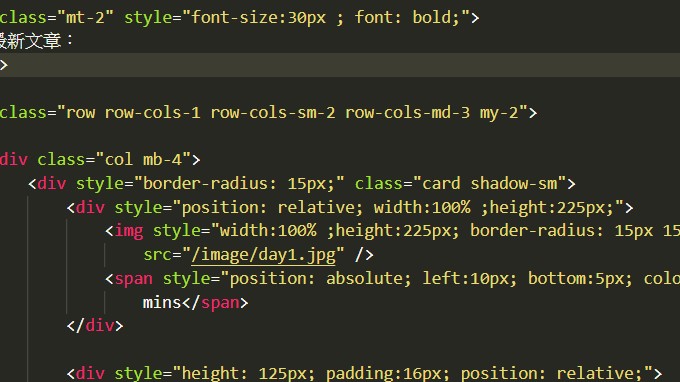 class="mt-2" style="font-size:30px ; font: bold;">
最新文章：
>
class="row row-cols-1 row-cols-sm-2 row-cols-md-3 my-2">
div class="col mb-4">
<div style="border-radius: 15px;" class="card shadow-sm">
<div style="position: relative; width:100% ;height:225px;">
<img style="width:100% ;height:225px; border-radius: 15px 15
src="/image/day1.jpg" />
<span style="position: absolute; left:10px; bottom:5px; colo
mins</span>
</div>
<div style="height: 125px; padding:16px; position: relative;">